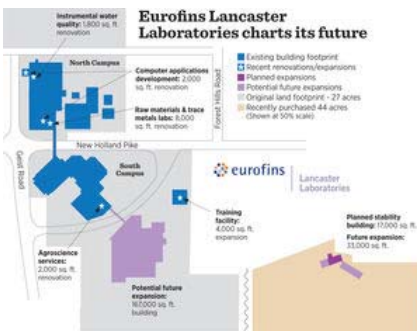 Eurofins Lancaster
Laboratories charts its future
Instrumental water
quality: 1,800 sq. ft.
renovation
North Campus
Computer applications
development: 2,000
sq. ft. renovation
Raw materials & trace
metals labs: 8,000
sq. ft. renovation
Forest Hills Road
Existing building footprint
Recent renovations/expansions
Planned expansions
Potential future expansions
Original land footprint - 27 acres
Recently purchased 44 acres
(Shown at 50% scale)
New Holland Pike
Geist Road
South
Campus
eurofins
Lancaster
Laboratories
Training
facility:
4,000 sq. ft.
expansion
Agroscience
services:
2,000 sq. ft.
renovation
Potential future
expansion:
167,000 sq. ft.
building
Planned stability
building: 17,000 sq. ft.
Future expansion:
33,000 sq. ft.